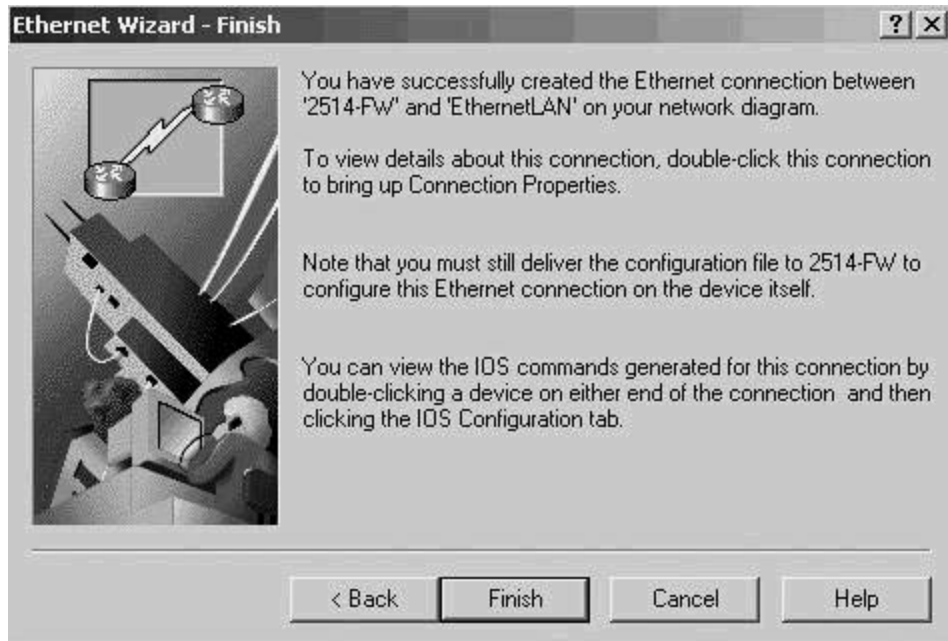 Ethernet Wizard - Finish
? X
You have successfully created the Ethernet connection between
'2514-FW' and 'EthernetLAN' on your network diagram.
To view details about this connection, double-click this connection
to bring up Connection Properties.
Note that you must still deliver the configuration file to 2514-FW to
configure this Ethernet connection on the device itself.
You can view the IOS commands generated for this connection by
double-clicking a device on either end of the connection and then
clicking the IOS Configuration tab.
< Back Finish Cancel Help